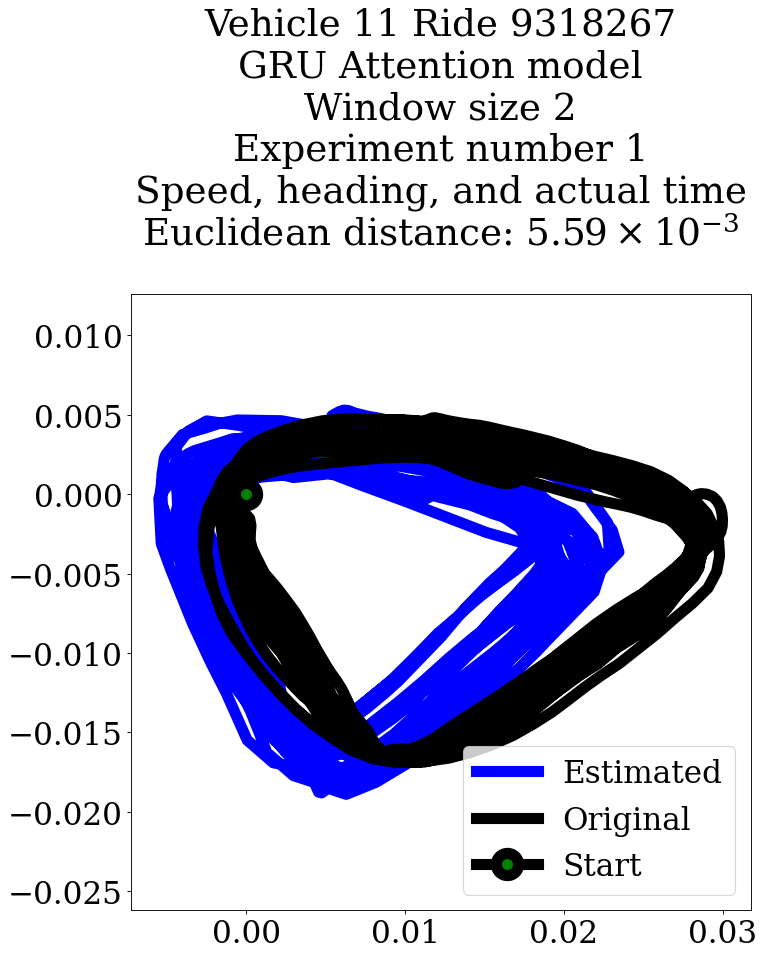 Vehicle 11 Ride 9318267
GRU Attention model
Window size 2
Experiment number 1
Speed, heading, and actual time
Euclidean distance: 5.59 × 10⁻³
0.010
0.005
0.000
−0.005
−0.010
−0.015
−0.020
−0.025
0.00 0.01 0.02 0.03
Estimated
Original
Start